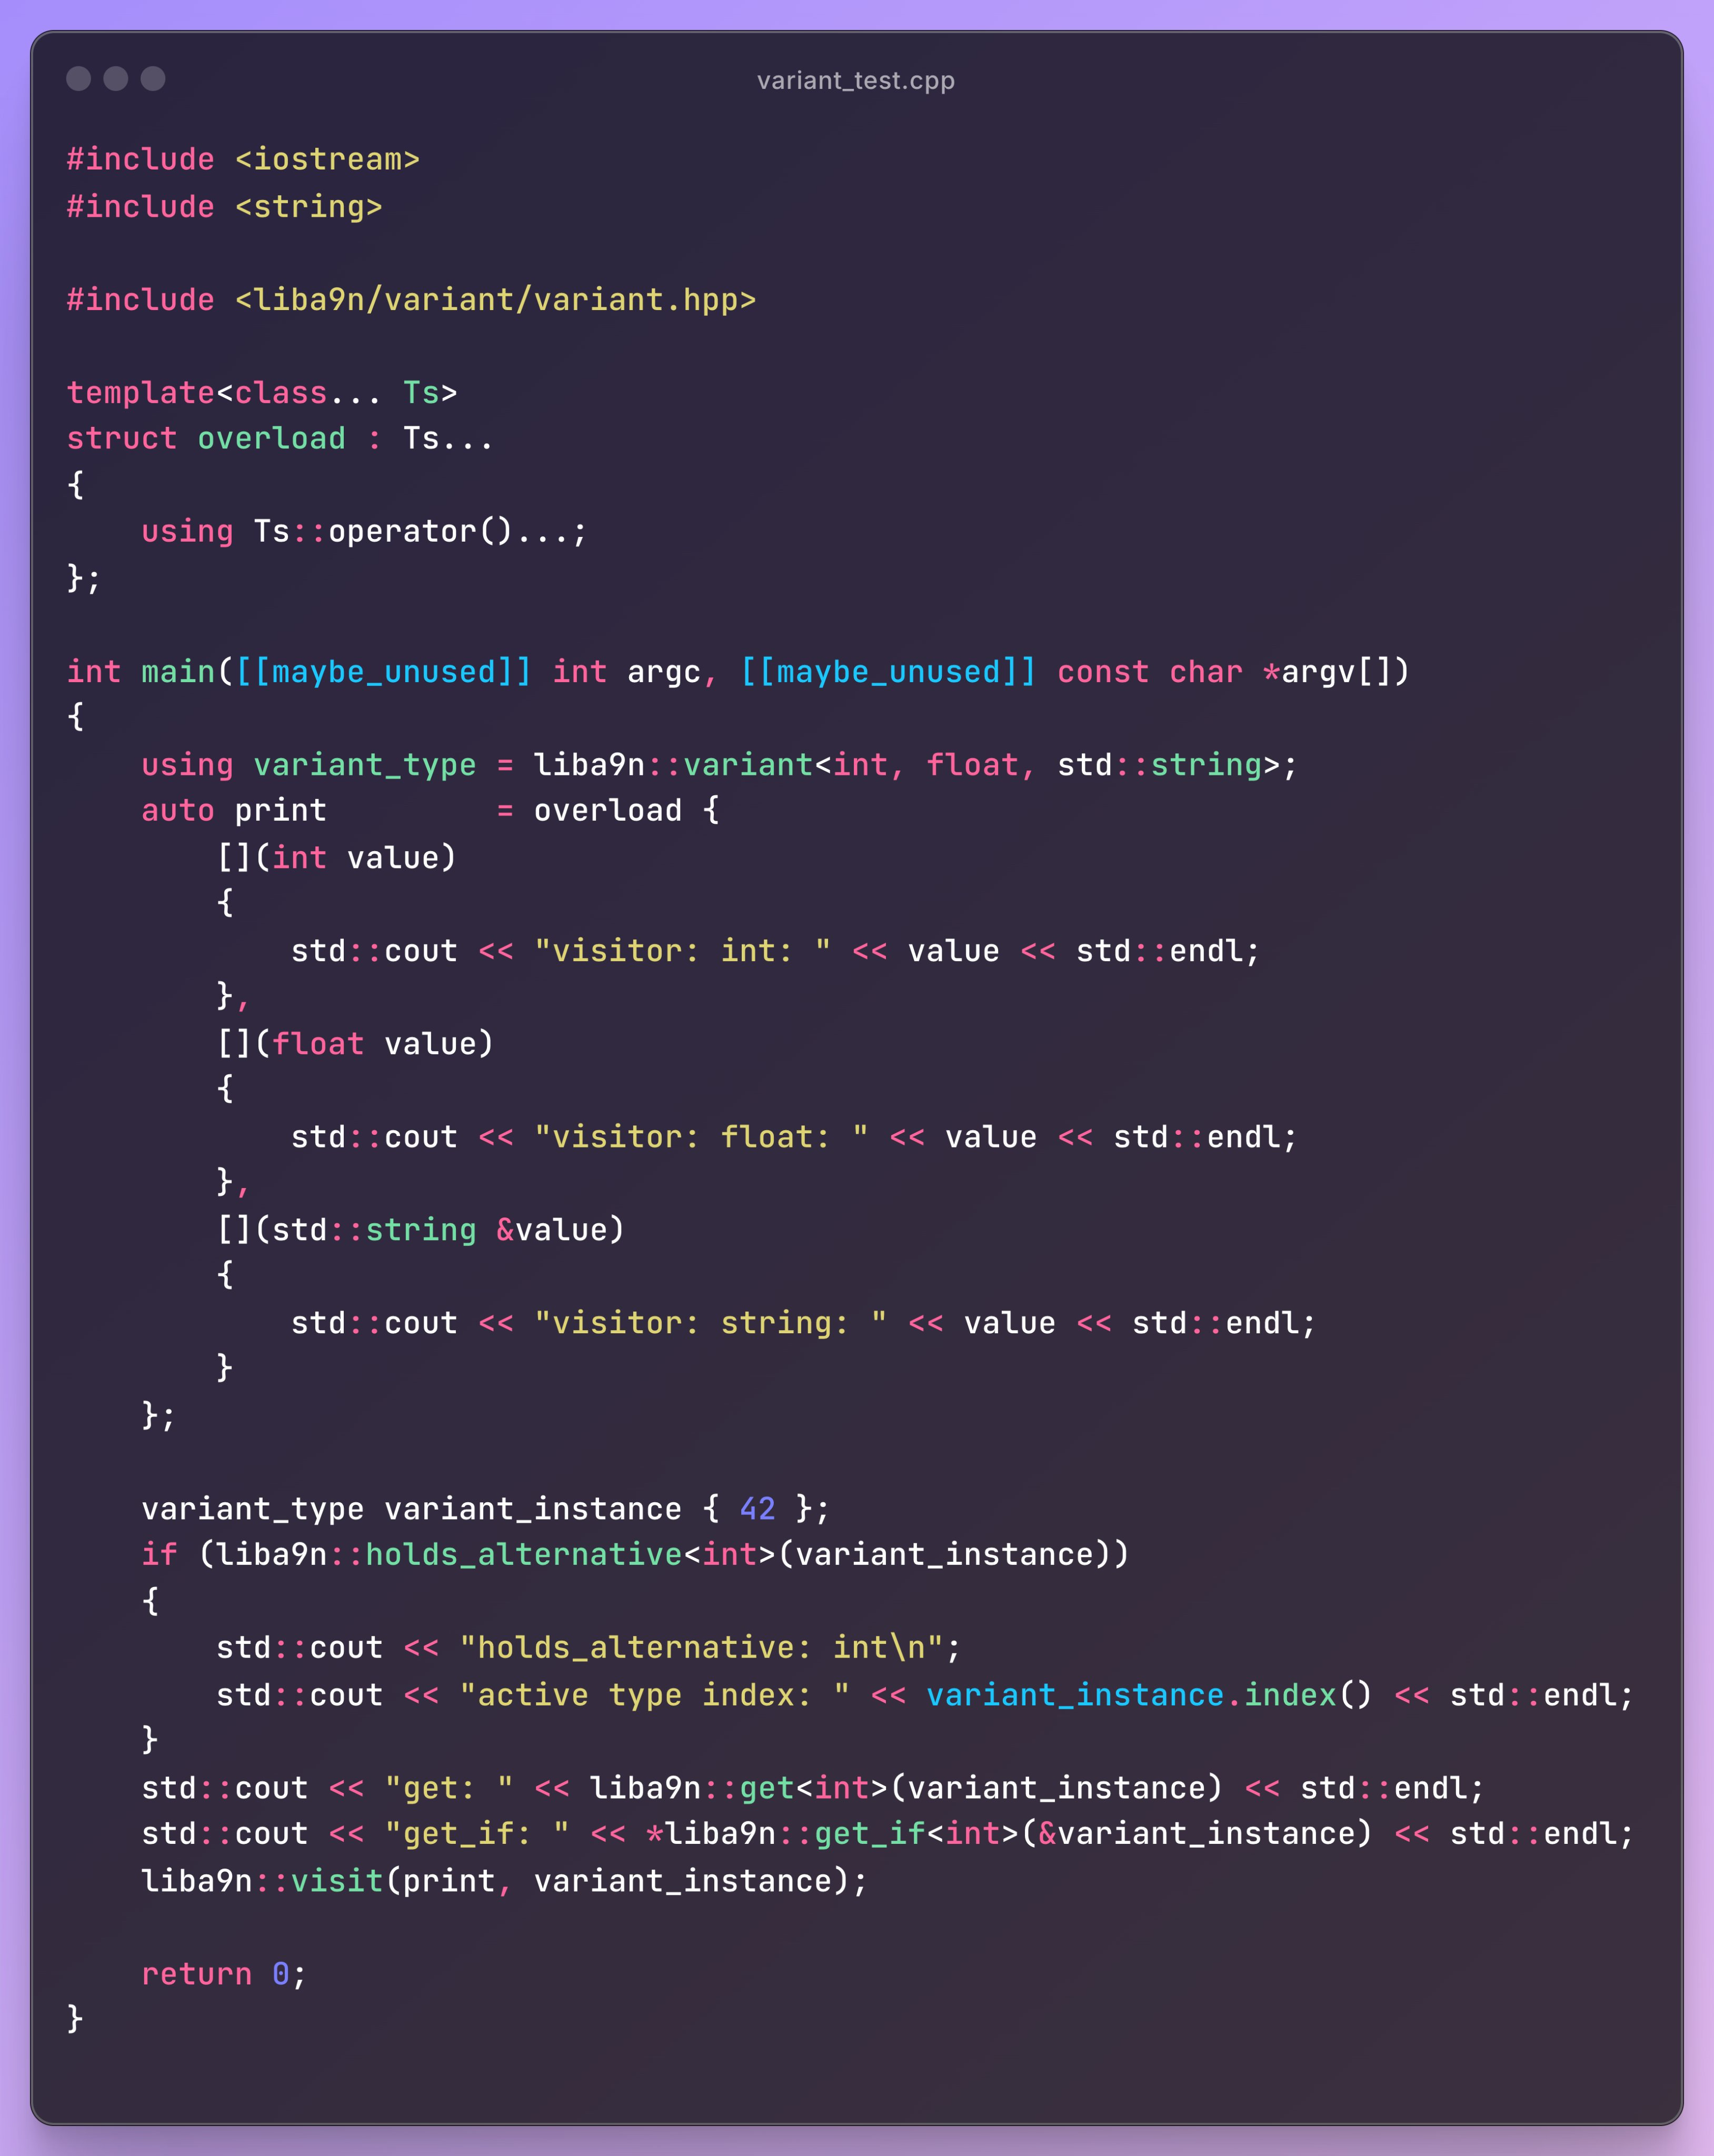 variant_test.cpp
#include <iostream>
#include <string>

#include <liba9n/variant/variant.hpp>

template<class... Ts>
struct overload : Ts...
{
    using Ts::operator()...;
};

int main([[maybe_unused]] int argc, [[maybe_unused]] const char *argv[])
{
    using variant_type = liba9n::variant<int, float, std::string>;
    auto print         = overload {
        [](int value)
        {
            std::cout << "visitor: int: " << value << std::endl;
        },
        [](float value)
        {
            std::cout << "visitor: float: " << value << std::endl;
        },
        [](std::string &value)
        {
            std::cout << "visitor: string: " << value << std::endl;
        }
    };

    variant_type variant_instance { 42 };
    if (liba9n::holds_alternative<int>(variant_instance))
    {
        std::cout << "holds_alternative: int\n";
        std::cout << "active type index: " << variant_instance.index() << std::endl;
    }
    std::cout << "get: " << liba9n::get<int>(variant_instance) << std::endl;
    std::cout << "get_if: " << *liba9n::get_if<int>(&variant_instance) << std::endl;
    liba9n::visit(print, variant_instance);

    return 0;
}